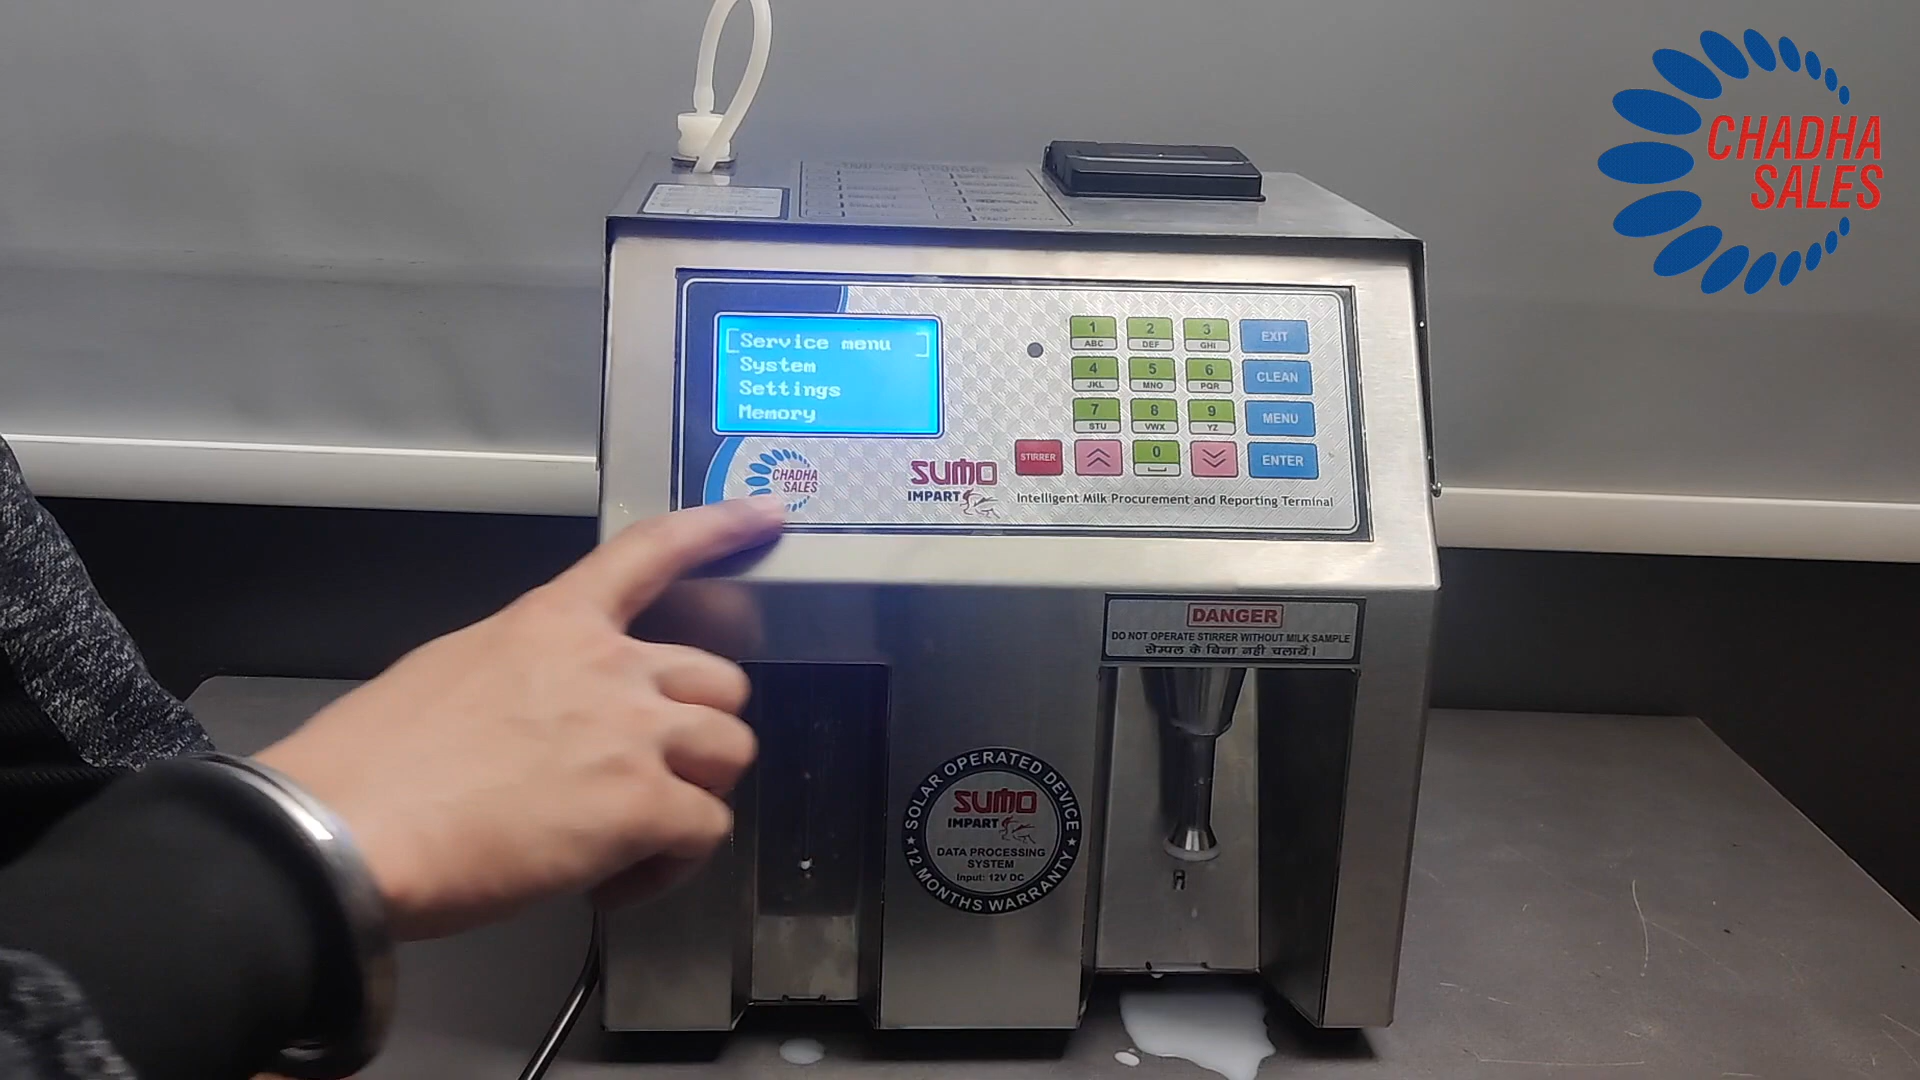 CHADHA
SALES
Service menu
System
Settings
Memory
1
ABC
2
DEF
3
GHI
EXIT
4
JKL
5
MNO
6
PQR
CLEAN
7
STU
8
VWX
9
YZ
MENU
STIRRER
0
ENTER
CHADHA
SALES
SUMO
IMPART
Intelligent Milk Procurement and Reporting Terminal
DANGER
DO NOT OPERATE STIRRER WITHOUT MILK SAMPLE
सेम्पल के बिना नही चलायें।
SOLAR OPERATED DEVICE
SUMO
IMPART
DATA PROCESSING
SYSTEM
Input: 12V DC
12 MONTHS WARRANTY